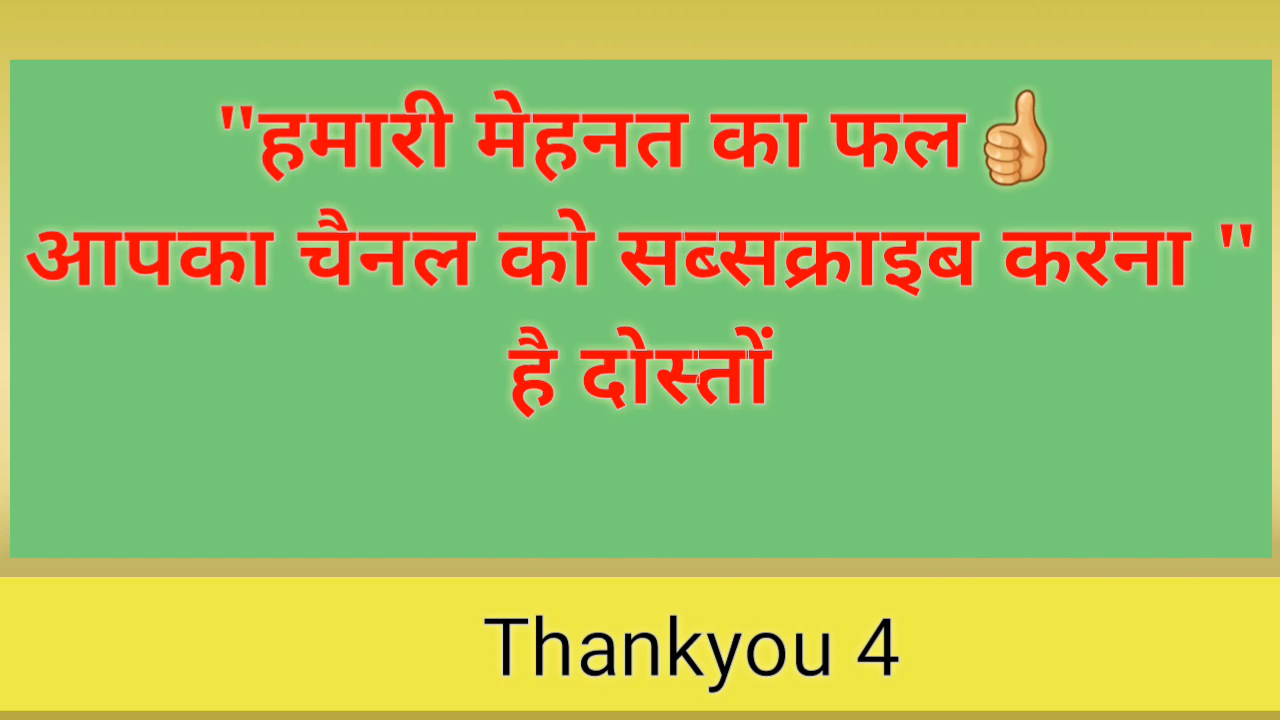 "हमारी मेहनत का फल👍
आपका चैनल को सब्सक्राइब करना "
है दोस्तों
Thankyou 4